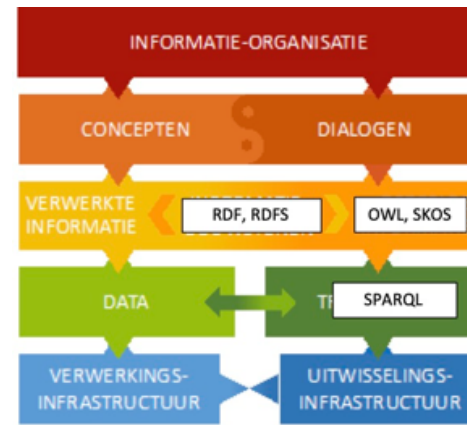 INFORMATIE-ORGANISATIE
CONCEPTEN
DIALOGEN
VERWERKTE
INFORMATIE
RDF, RDFS
OWL, SKOS
DATA
SPARQL
VERWERKINGS-
INFRASTRUCTUUR
UITWISSELINGS-
INFRASTRUCTUUR